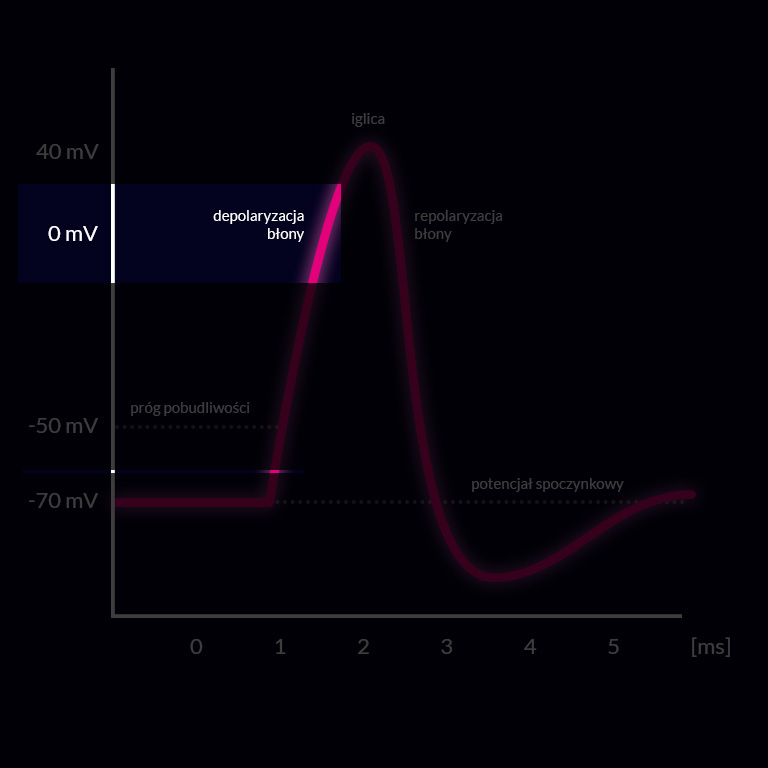 iglica
40 mV
depolaryzacja
błony
repolaryzacja
błony
0 mV
próg pobudliwości
-50 mV
potencjał spoczynkowy
-70 mV
0 1 2 3 4 5 [ms]